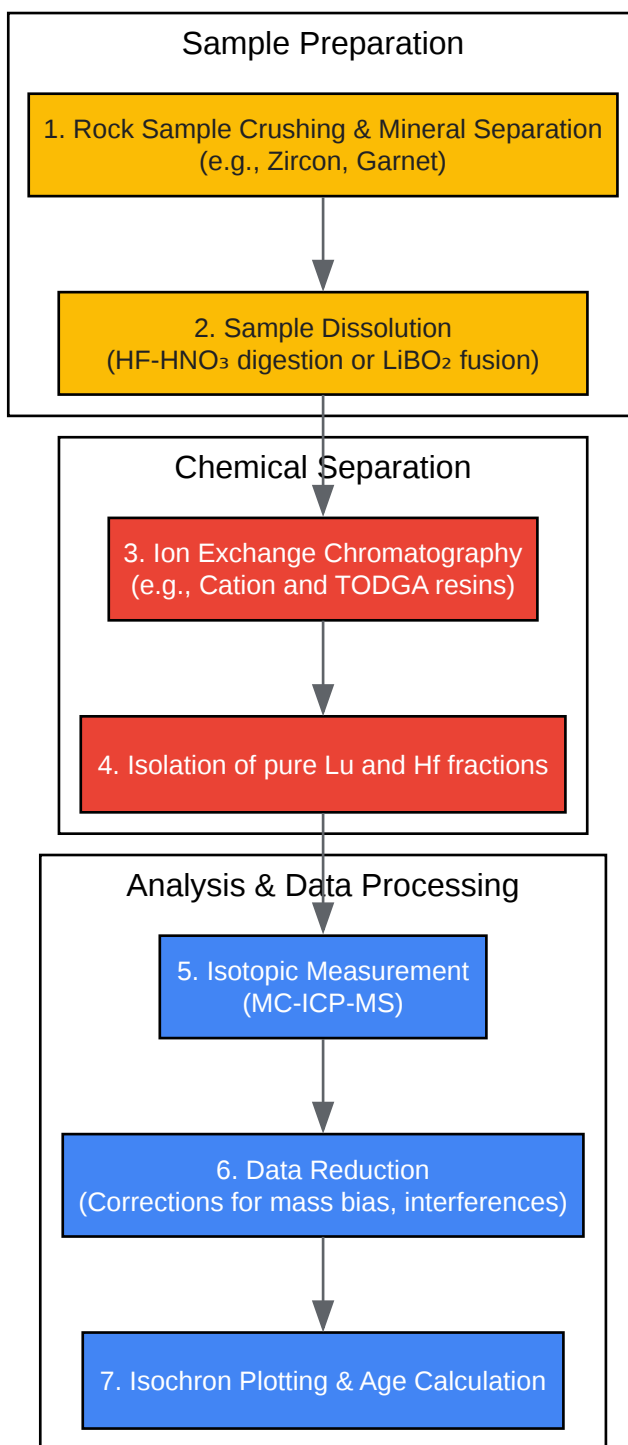 Sample Preparation
1. Rock Sample Crushing & Mineral Separation
(e.g., Zircon, Garnet)
2. Sample Dissolution
(HF-HNO₃ digestion or LiBO₂ fusion)
Chemical Separation
3. Ion Exchange Chromatography
(e.g., Cation and TODGA resins)
4. Isolation of pure Lu and Hf fractions
Analysis & Data Processing
5. Isotopic Measurement
(MC-ICP-MS)
6. Data Reduction
(Corrections for mass bias, interferences)
7. Isochron Plotting & Age Calculation